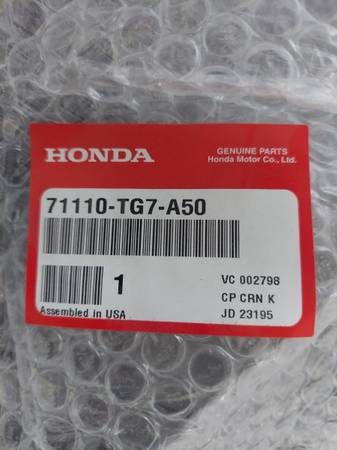 HONDA
GENUINE PARTS
Honda Motor Co., Ltd.
71110-TG7-A50
1
VC 002798
CP CRN K
JD 23195
Assembled in USA